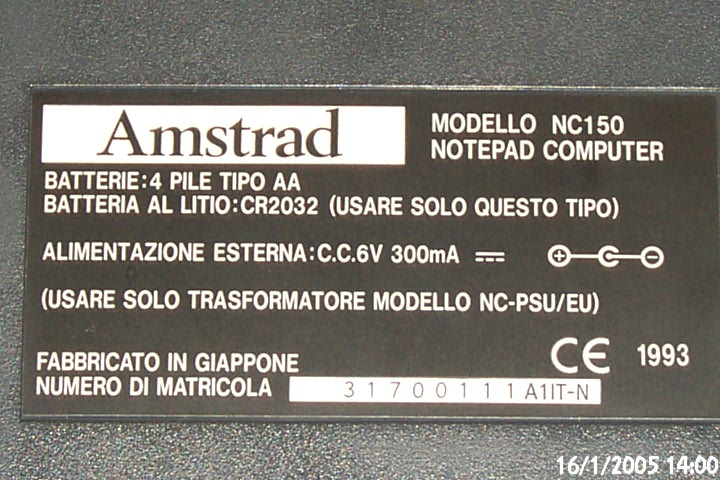 Amstrad
MODELLO NC150
NOTEPAD COMPUTER
BATTERIE:4 PILE TIPO AA
BATTERIA AL LITIO:CR2032 (USARE SOLO QUESTO TIPO)
ALIMENTAZIONE ESTERNA:C.C.6V 300mA
(USARE SOLO TRASFORMATORE MODELLO NC-PSU/EU)
FABBRICATO IN GIAPPONE
CE 1993
NUMERO DI MATRICOLA 31700111 A1IT-N
16/1/2005 14:00